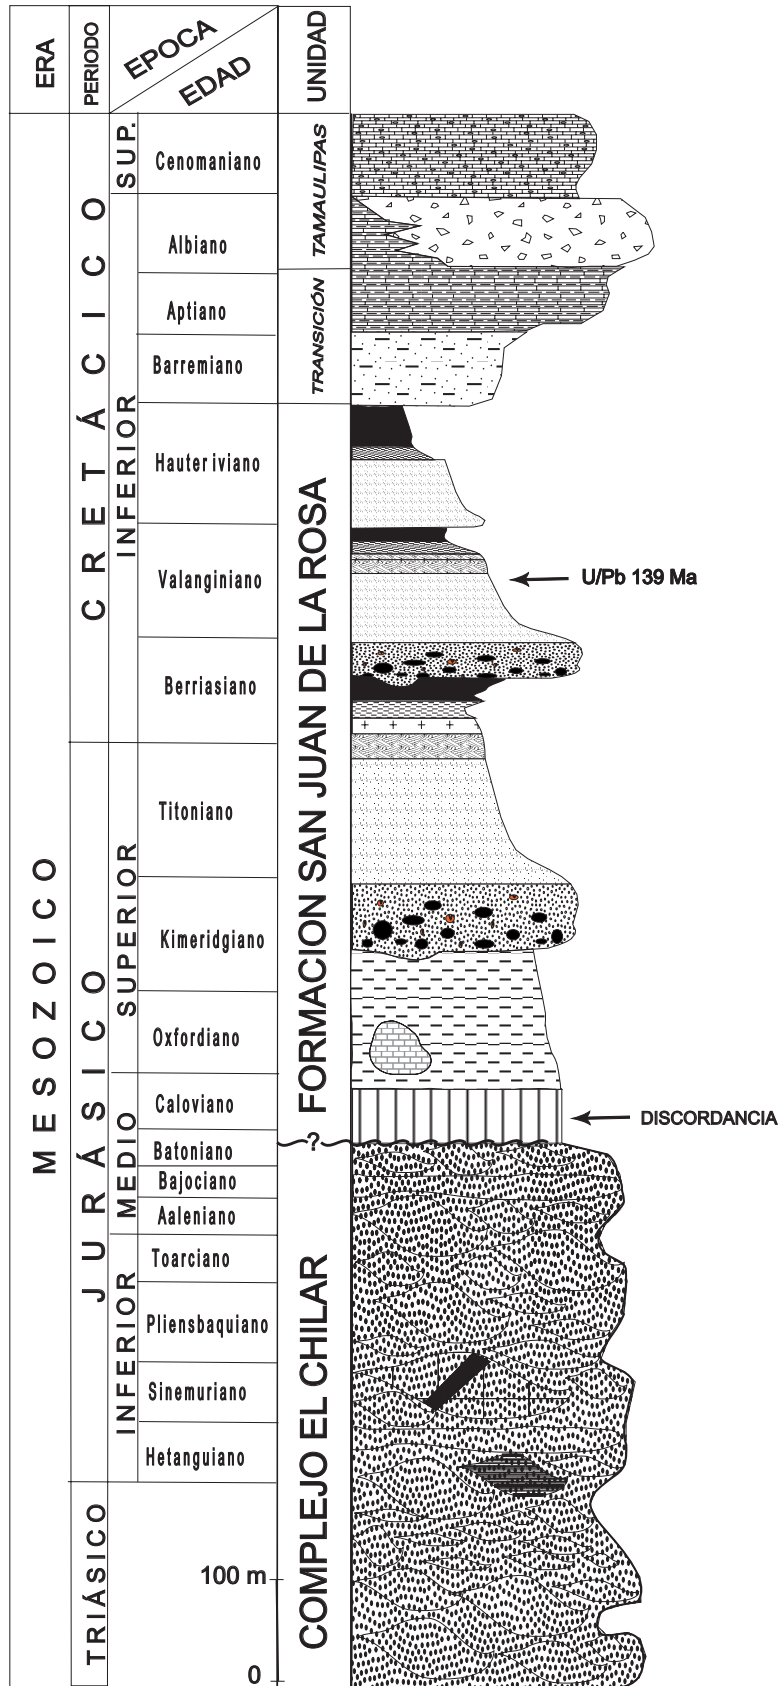 ERA
PERIODO
EPOCA
EDAD
UNIDAD
MESOZOICO
CRETÁCICO
SUP.
Cenomaniano
TAMAULIPAS
INFERIOR
Albiano
Aptiano
TRANSICIÓN
Barremiano
Hauteriviano
FORMACION SAN JUAN DE LA ROSA
Valanginiano
U/Pb 139 Ma
Berriasiano
JURÁSICO
SUPERIOR
Titoniano
Kimeridgiano
Oxfordiano
MEDIO
Caloviano
DISCORDANCIA
?
Batoniano
Bajociano
Aaleniano
INFERIOR
Toarciano
COMPLEJO EL CHILAR
Pliensbaquiano
Sinemuriano
Hetanguiano
TRIÁSICO
100 m
0